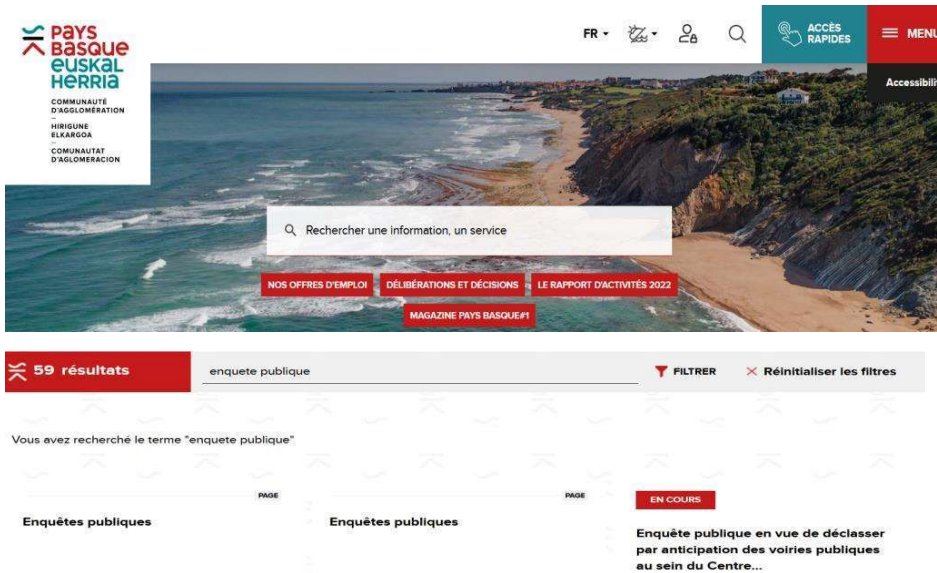 PAYS
BASQUE
EUSKAL
HERRIA
COMMUNAUTÉ
D'AGGLOMÉRATION
HIRIGUNE
ELKARGOA
COMUNAUTAT
D'AGLOMERACION
FR
ACCÈS
RAPIDES
MENU
Accessibilit
Rechercher une information, un service
NOS OFFRES D'EMPLOI DÉLIBÉRATIONS ET DÉCISIONS LE RAPPORT D'ACTIVITÉS 2022
MAGAZINE PAYS BASQUE#1
59 résultats enquete publique FILTRER Réinitialiser les filtres
Vous avez recherché le terme "enquete publique"
PAGE PAGE EN COURS
Enquêtes publiques Enquêtes publiques
Enquête publique en vue de déclasser
par anticipation des voiries publiques
au sein du Centre...